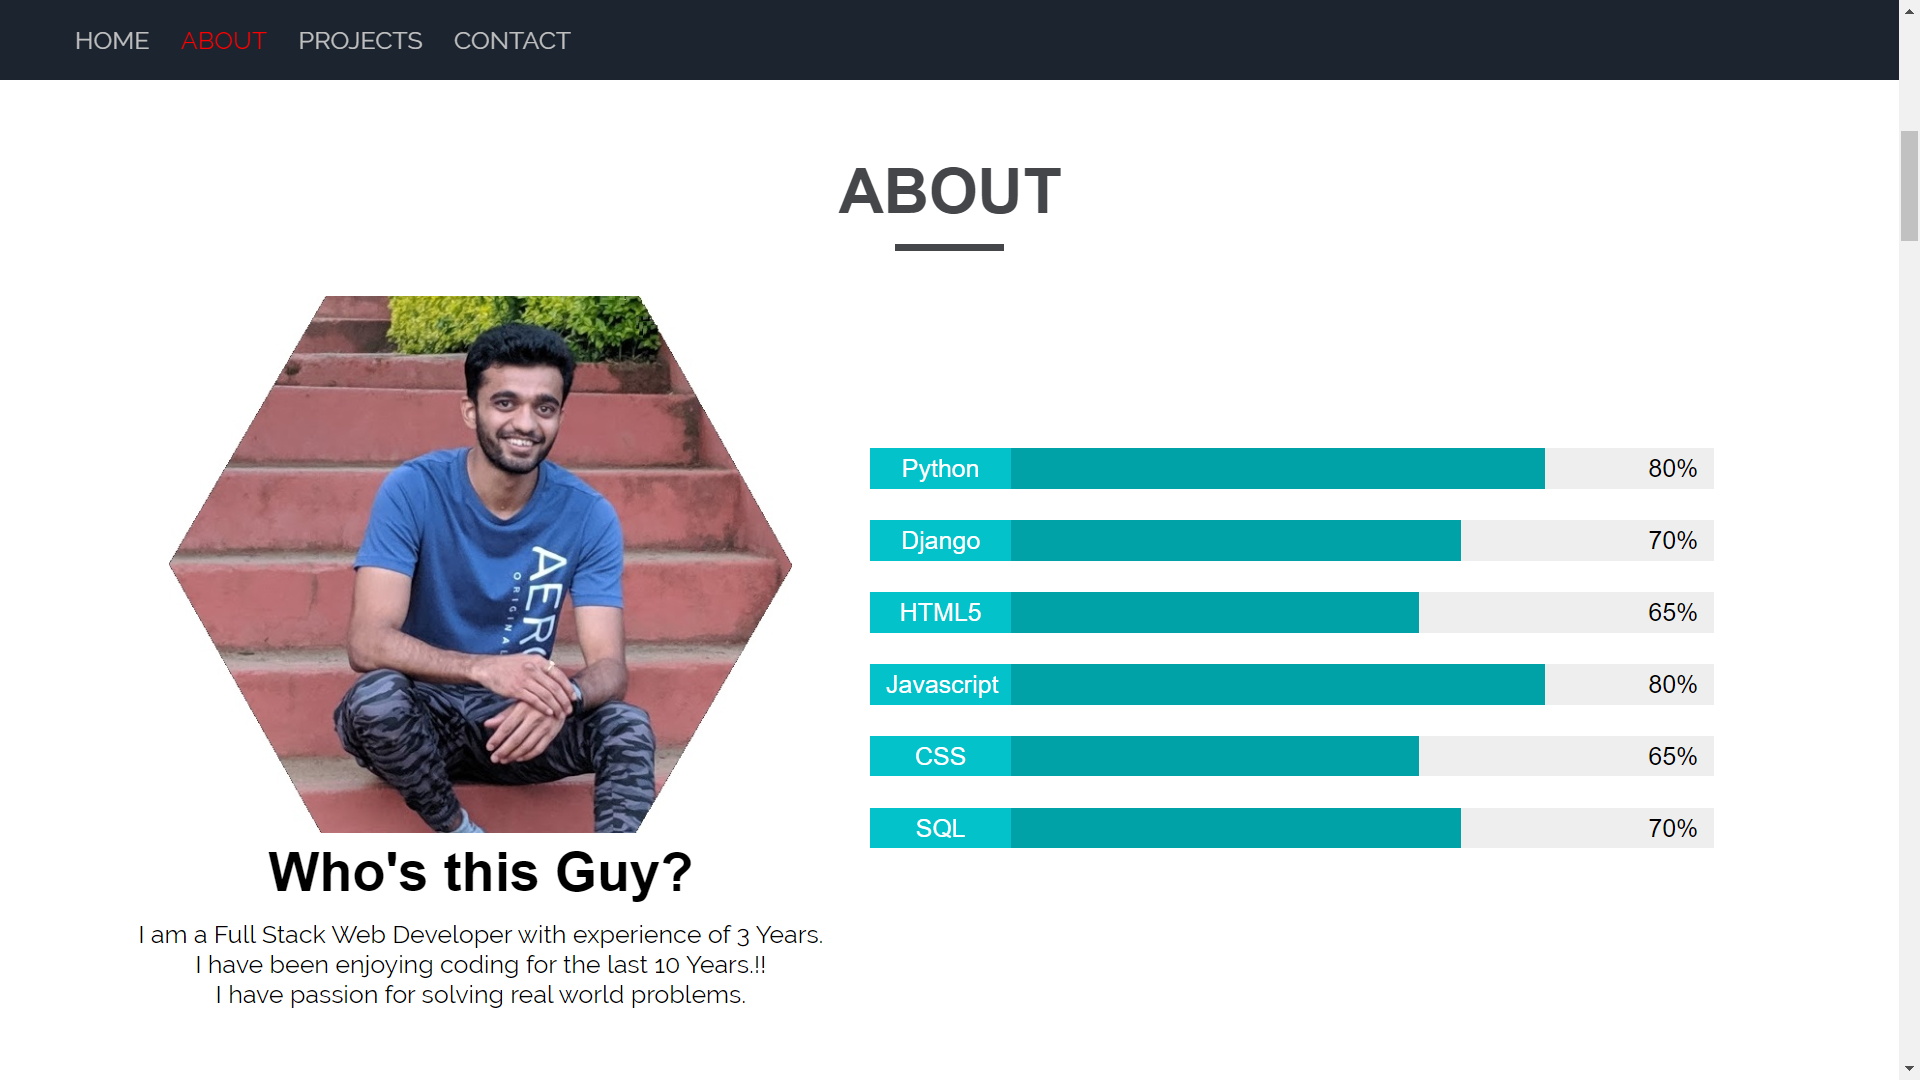 HOME ABOUT PROJECTS CONTACT
ABOUT
AERO
ORIGINAL
Python 80%
Django 70%
HTML5 65%
Javascript 80%
CSS 65%
SQL 70%
Who's this Guy?
I am a Full Stack Web Developer with experience of 3 Years.
I have been enjoying coding for the last 10 Years.!!
I have passion for solving real world problems.